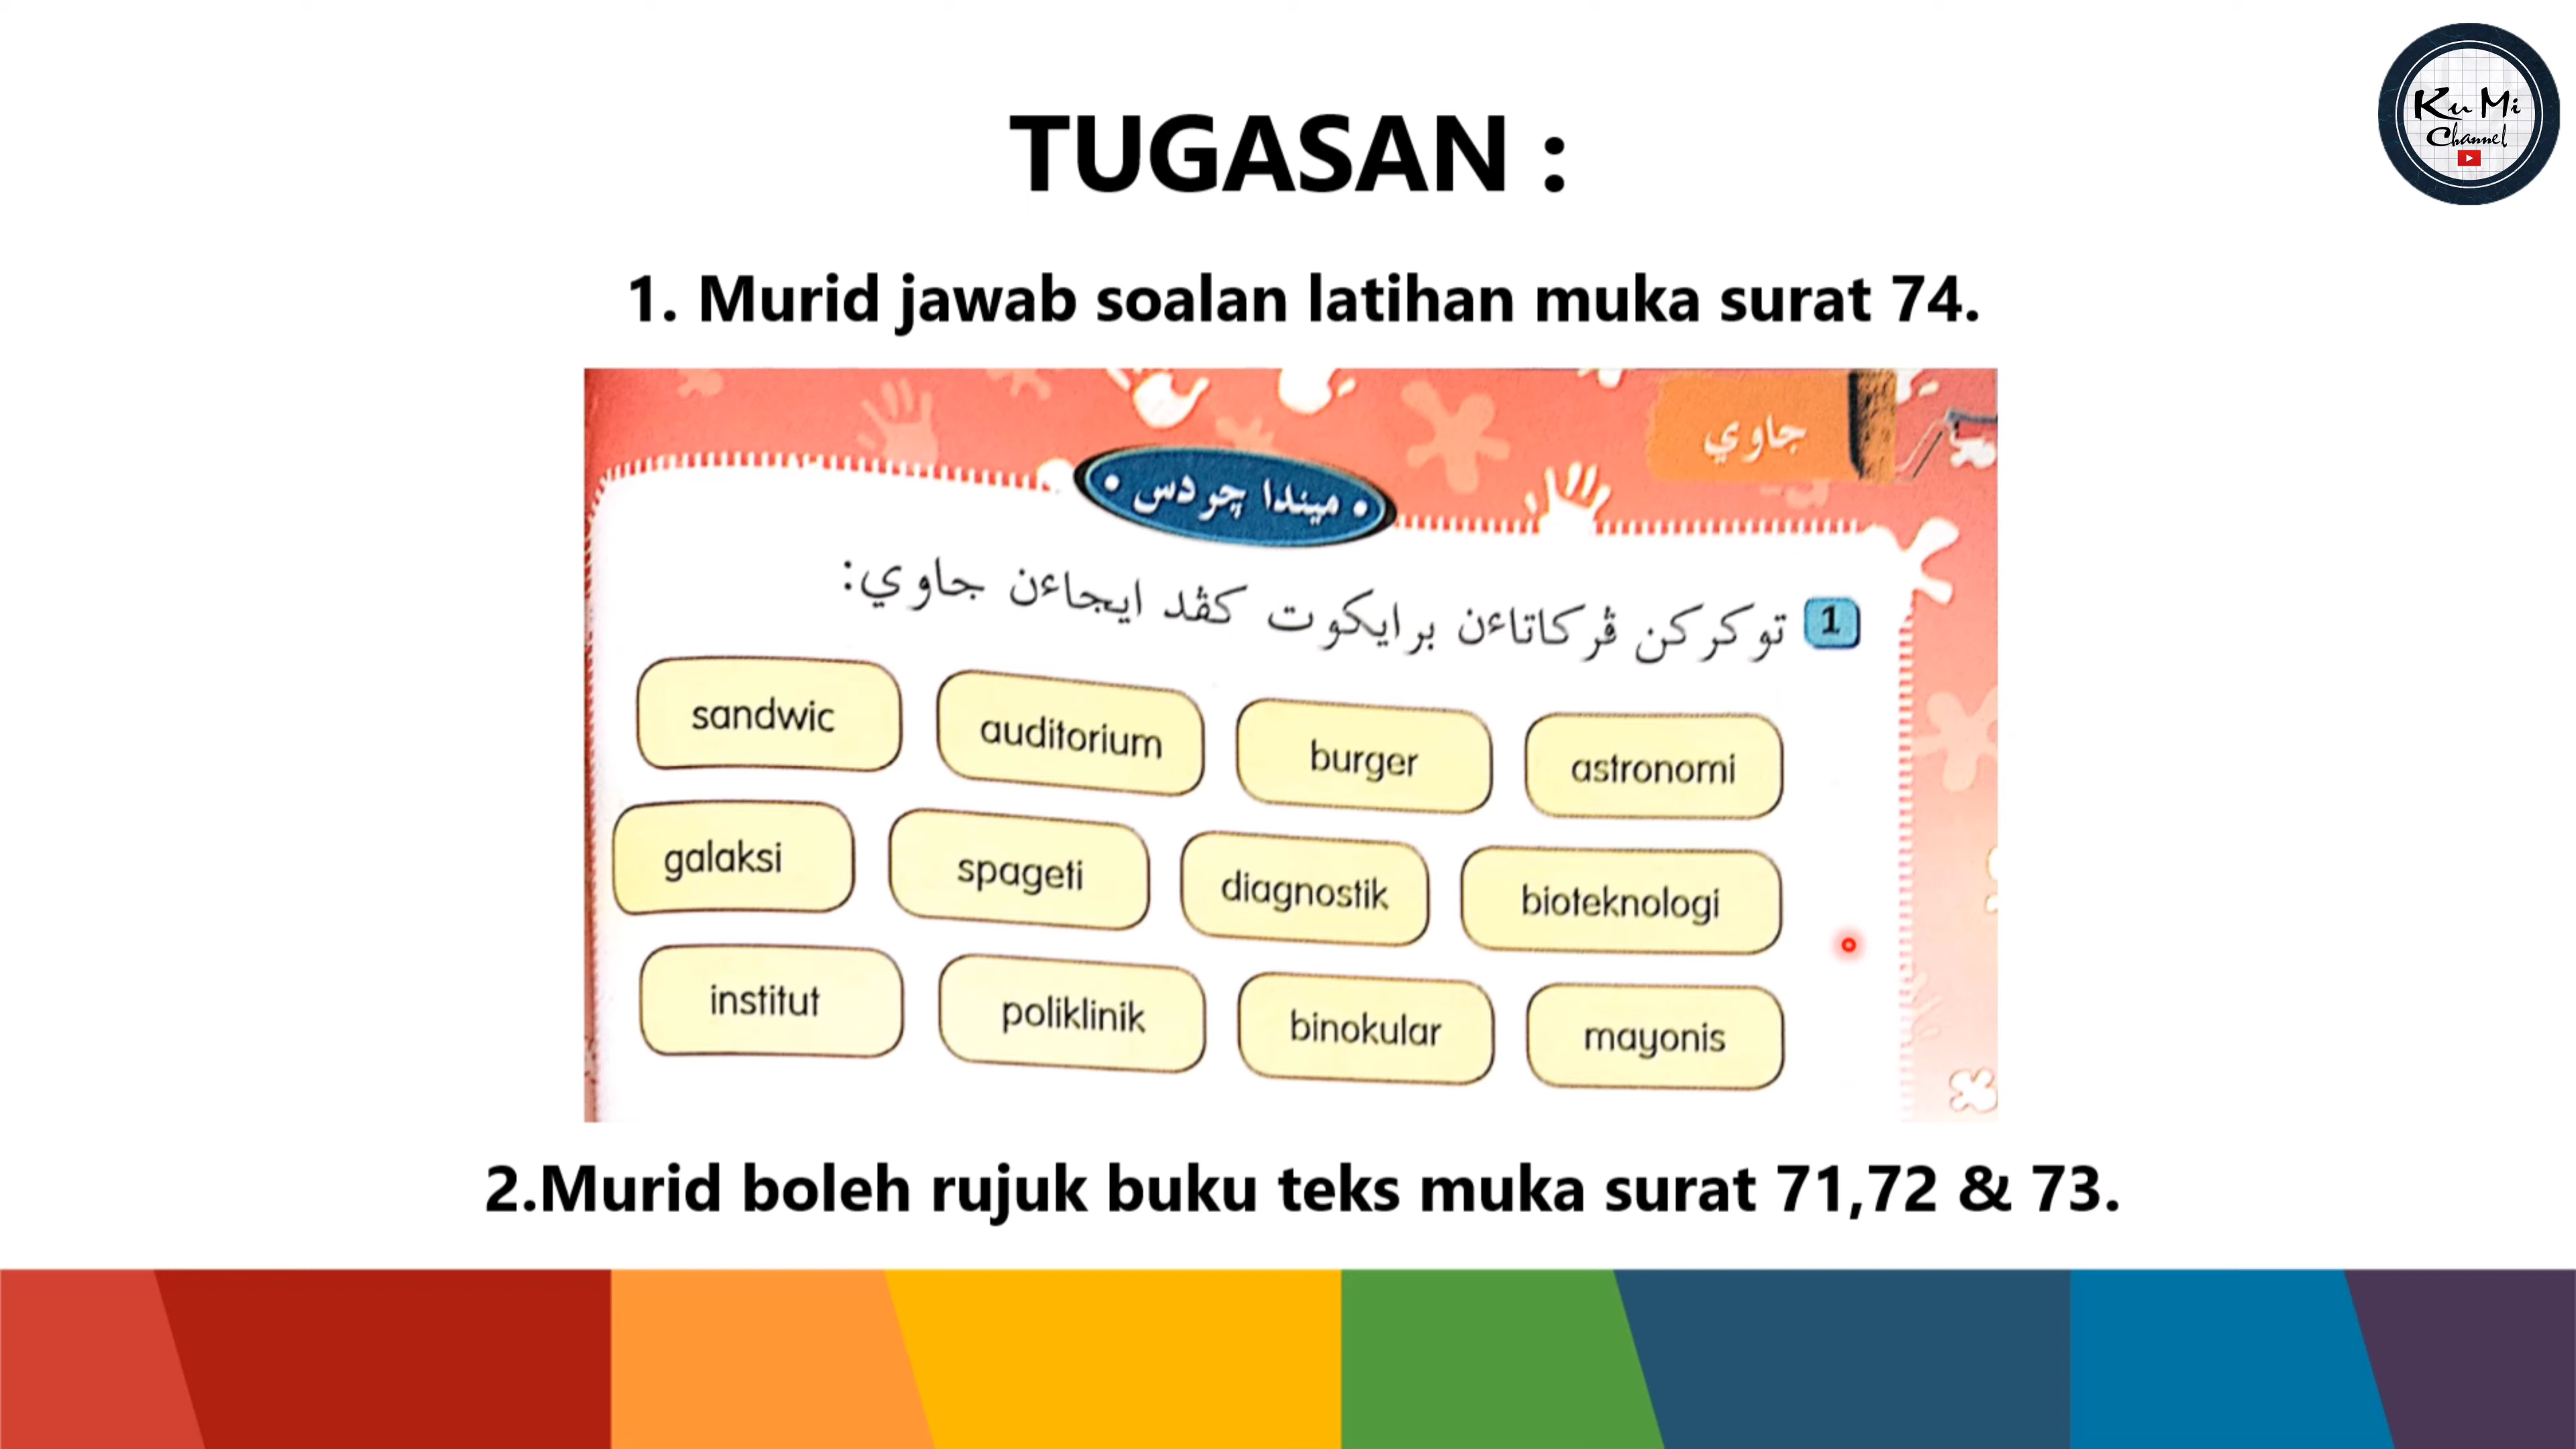 Ku Mi
Channel
TUGASAN :
1. Murid jawab soalan latihan muka surat 74.
جاوي
• ميندا چردس •
1 توكركن ڤركاتاءن برايكوت كڤد ايجاءن جاوي:
sandwic auditorium burger astronomi
galaksi spageti diagnostik bioteknologi
institut poliklinik binokular mayonis
2.Murid boleh rujuk buku teks muka surat 71,72 & 73.